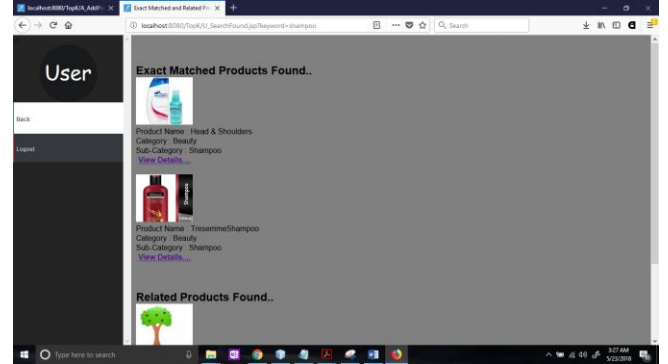 localhost:8080/TopK/A_AddPr
Exact Matched and Related Pro
localhost:8080/TopK/U_SearchFound.jsp?keyword=shampoo
Search
User
Back
Logout
Exact Matched Products Found..
Product Name : Head & Shoulders
Category : Beauty
Sub-Category : Shampoo
View Details....
Shampoo
Product Name : TresemmeShampoo
Category : Beauty
Sub-Category : Shampoo
View Details....
Related Products Found..
Type here to search
3:27 AM
5/23/2018